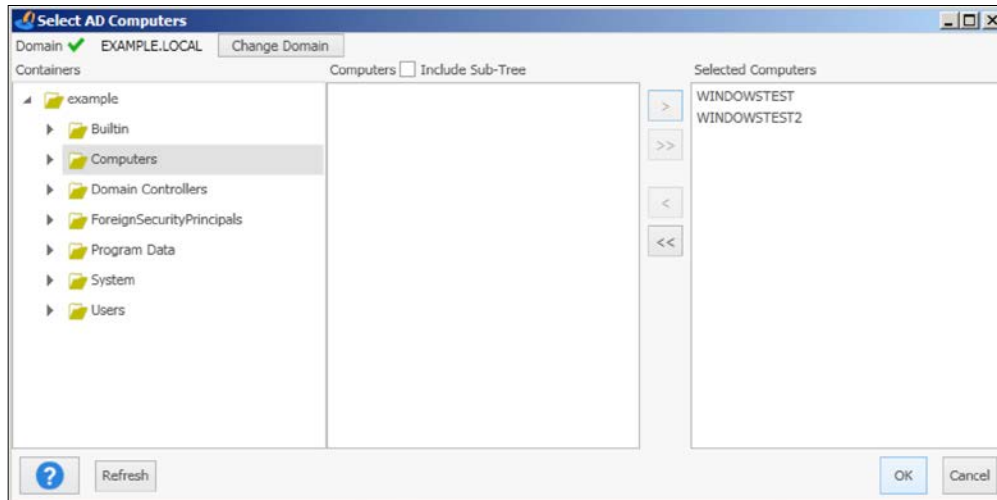 Select AD Computers
Domain EXAMPLE.LOCAL Change Domain
Containers
example
Builtin
Computers
Domain Controllers
ForeignSecurityPrincipals
Program Data
System
Users
Computers Include Sub-Tree
>
>>
<
<<
Selected Computers
WINDOWSTEST
WINDOWSTEST2
? Refresh OK Cancel